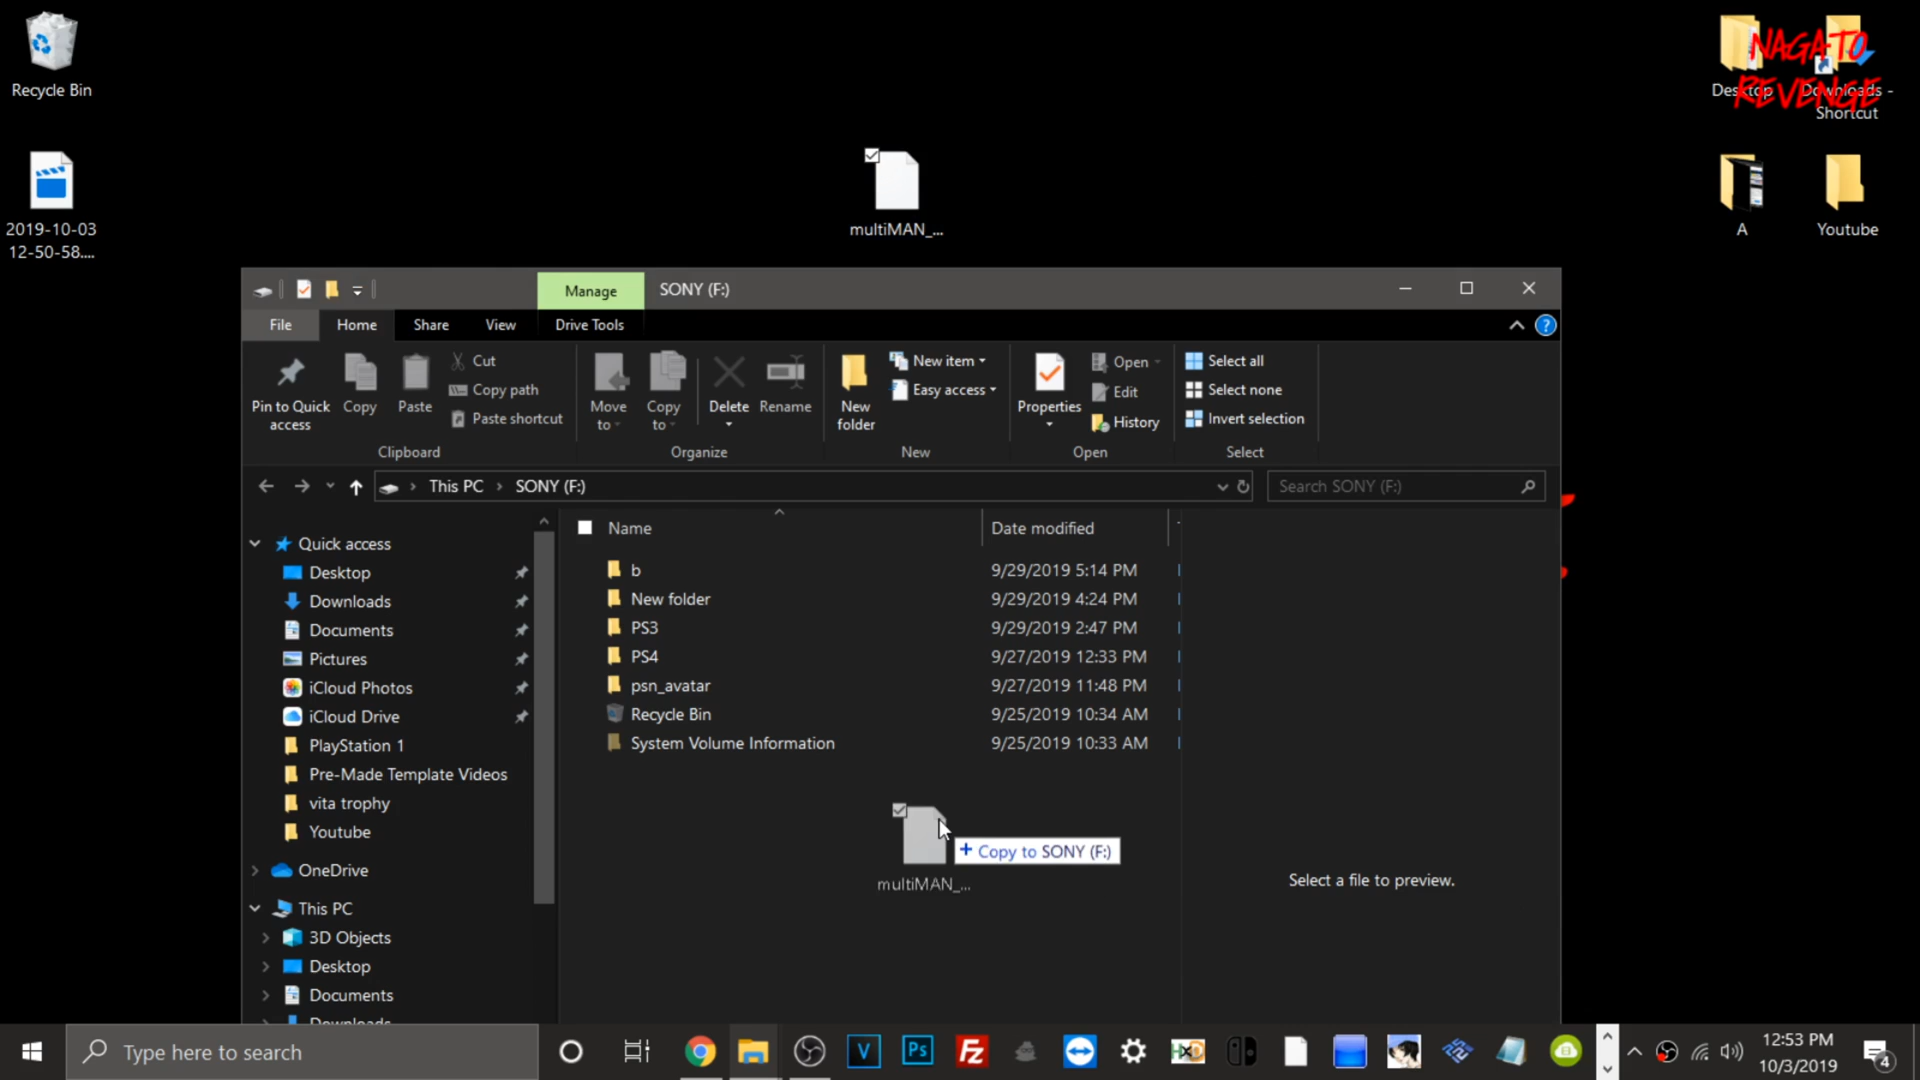 Recycle Bin
2019-10-03
12-50-58....
multiMAN_...
Desktop
Downloads -
Shortcut
NAGATO
REVENGE
A
Youtube
Manage
SONY (F:)
File
Home
Share
View
Drive Tools
Pin to Quick
access
Copy
Paste
Cut
Copy path
Paste shortcut
Clipboard
Move
to
Copy
to
Delete
Rename
Organize
New
folder
New item
Easy access
New
Properties
Open
Edit
History
Open
Select all
Select none
Invert selection
Select
This PC
SONY (F:)
Search SONY (F:)
Quick access
Desktop
Downloads
Documents
Pictures
iCloud Photos
iCloud Drive
PlayStation 1
Pre-Made Template Videos
vita trophy
Youtube
OneDrive
This PC
3D Objects
Desktop
Documents
Downloads
Name
Date modified
b
9/29/2019 5:14 PM
New folder
9/29/2019 4:24 PM
PS3
9/29/2019 2:47 PM
PS4
9/27/2019 12:33 PM
psn_avatar
9/27/2019 11:48 PM
Recycle Bin
9/25/2019 10:34 AM
System Volume Information
9/25/2019 10:33 AM
+ Copy to SONY (F:)
multiMAN_...
Select a file to preview.
Type here to search
V
Ps
Fz
HXD
12:53 PM
10/3/2019
4